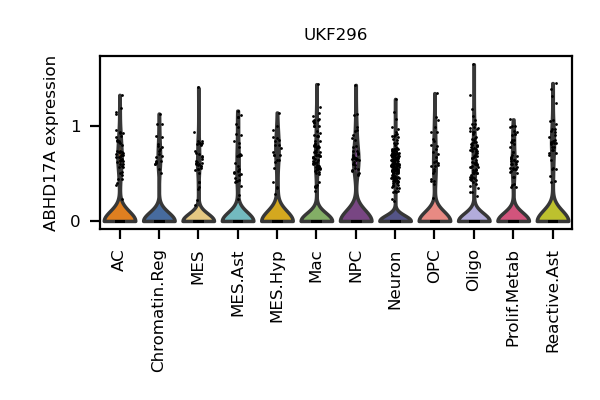 UKF296
ABHD17A expression
1
0
AC
Chromatin.Reg
MES
MES.Ast
MES.Hyp
Mac
NPC
Neuron
OPC
Oligo
Prolif.Metab
Reactive.Ast